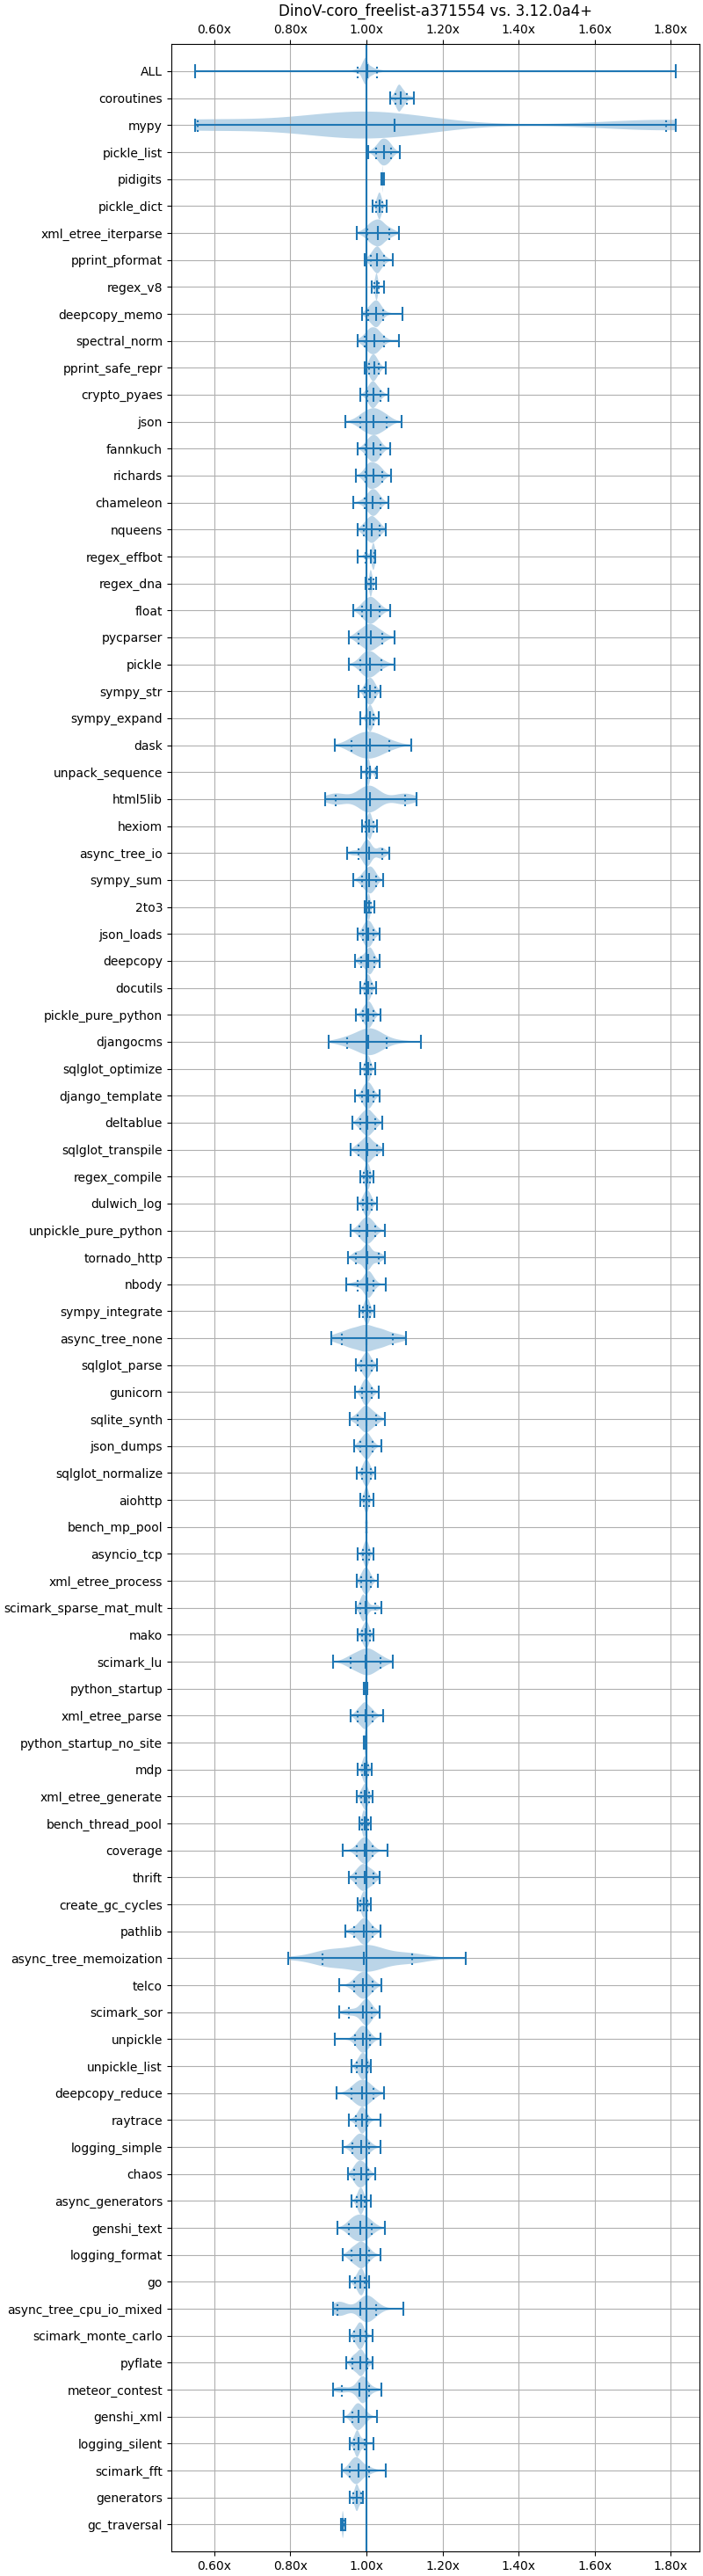 DinoV-coro_freelist-a371554 vs. 3.12.0a4+
0.60x 0.80x 1.00x 1.20x 1.40x 1.60x 1.80x
ALL
coroutines
mypy
pickle_list
pidigits
pickle_dict
xml_etree_iterparse
pprint_pformat
regex_v8
deepcopy_memo
spectral_norm
pprint_safe_repr
crypto_pyaes
json
fannkuch
richards
chameleon
nqueens
regex_effbot
regex_dna
float
pycparser
pickle
sympy_str
sympy_expand
dask
unpack_sequence
html5lib
hexiom
async_tree_io
sympy_sum
2to3
json_loads
deepcopy
docutils
pickle_pure_python
djangocms
sqlglot_optimize
django_template
deltablue
sqlglot_transpile
regex_compile
dulwich_log
unpickle_pure_python
tornado_http
nbody
sympy_integrate
async_tree_none
sqlglot_parse
gunicorn
sqlite_synth
json_dumps
sqlglot_normalize
aiohttp
bench_mp_pool
asyncio_tcp
xml_etree_process
scimark_sparse_mat_mult
mako
scimark_lu
python_startup
xml_etree_parse
python_startup_no_site
mdp
xml_etree_generate
bench_thread_pool
coverage
thrift
create_gc_cycles
pathlib
async_tree_memoization
telco
scimark_sor
unpickle
unpickle_list
deepcopy_reduce
raytrace
logging_simple
chaos
async_generators
genshi_text
logging_format
go
async_tree_cpu_io_mixed
scimark_monte_carlo
pyflate
meteor_contest
genshi_xml
logging_silent
scimark_fft
generators
gc_traversal
0.60x 0.80x 1.00x 1.20x 1.40x 1.60x 1.80x